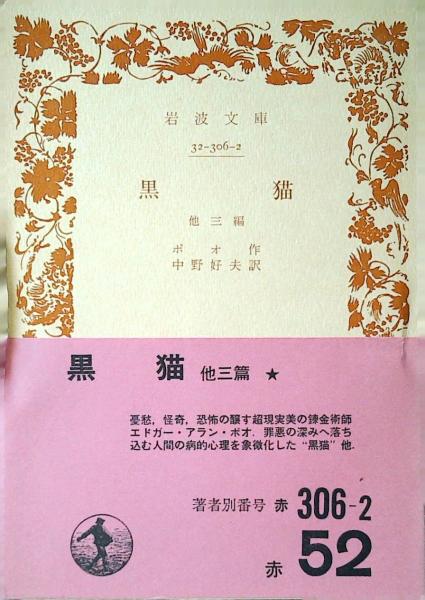 岩波文庫
32-306-2
黒猫
他三編
ポオ作
中野好夫訳
黒猫 他三篇 ★
憂愁，怪奇，恐怖の醸す超現実美の錬金術師
エドガー・アラン・ポオ．罪悪の深みへ落ち
込む人間の病的心理を象徴化した“黒猫”他．
著者別番号 赤 306-2
赤 52